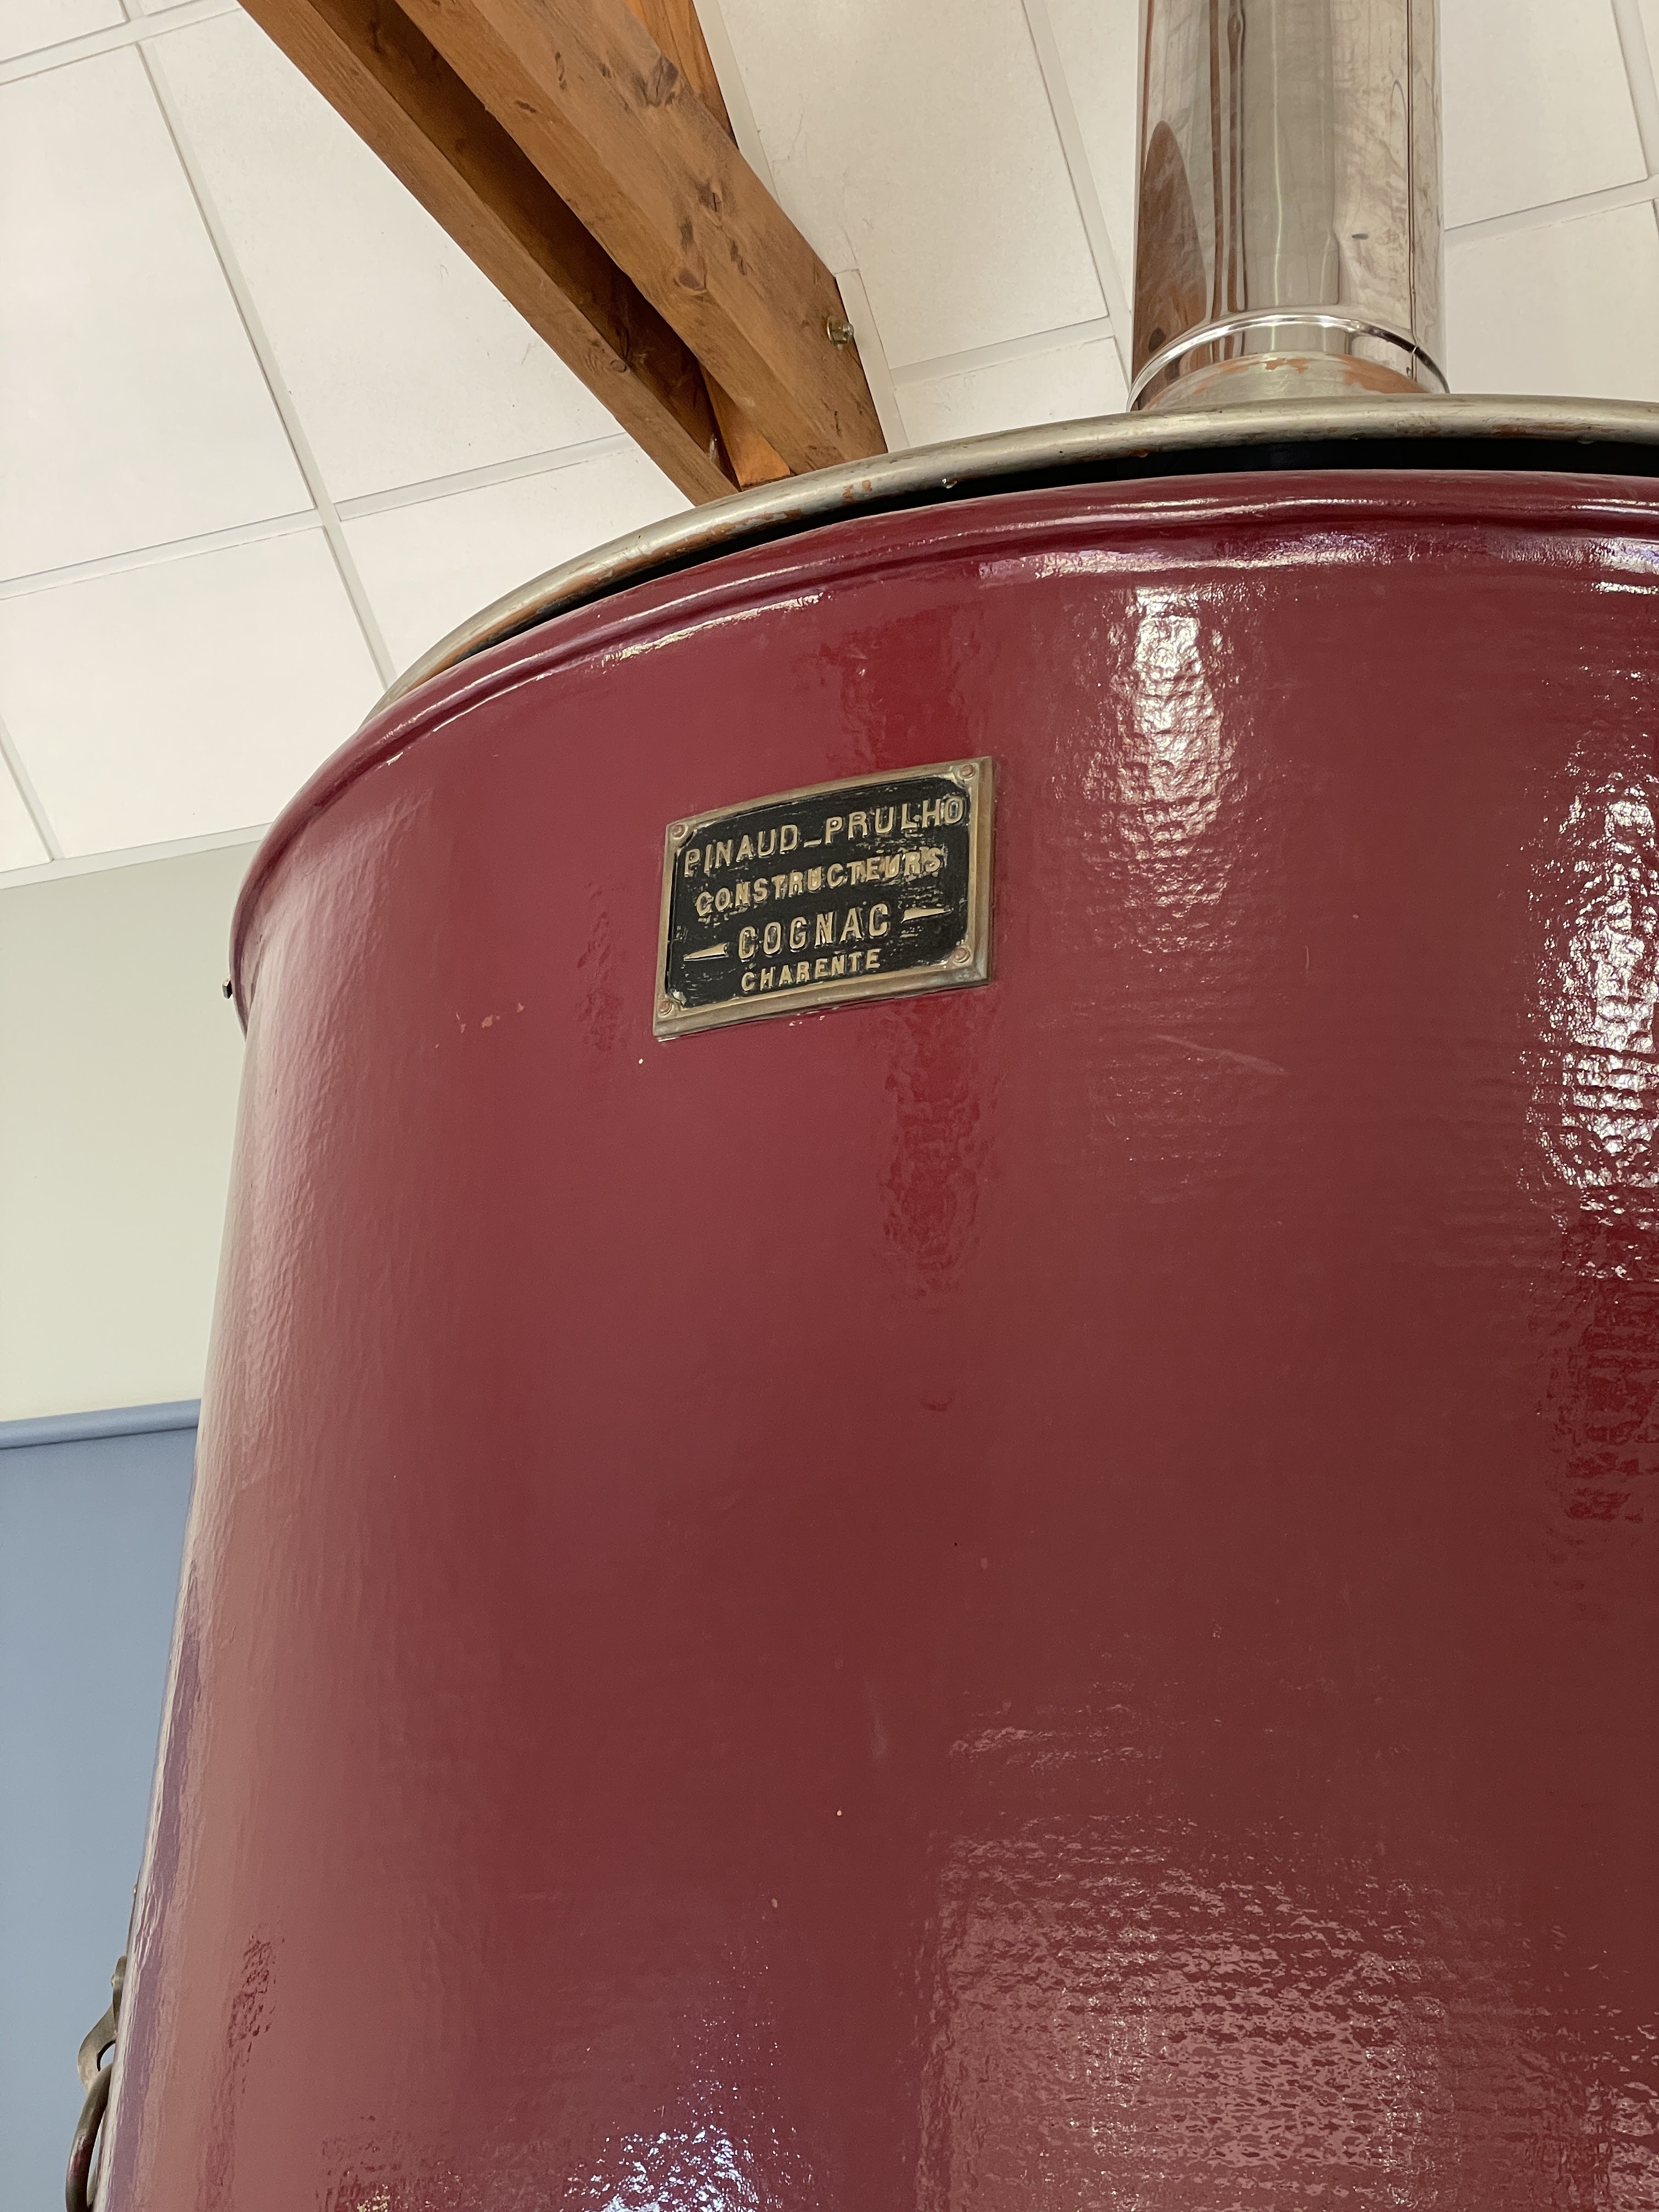 PINAUD_PRULHO
CONSTRUCTEURS
COGNAC
CHARENTE